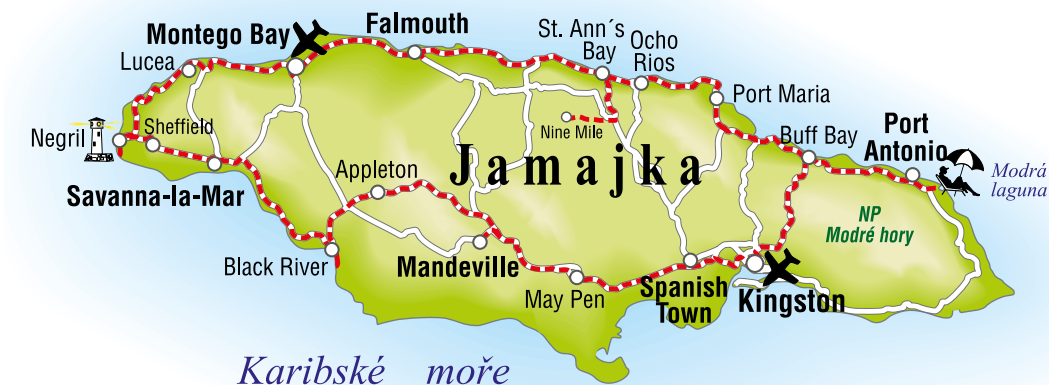 Montego Bay
Falmouth
St. Ann´s
Bay
Ocho
Rios
Lucea
Port Maria
Negril
Sheffield
Nine Mile
Buff Bay
Port
Antonio
Modrá
laguna
Savanna-la-Mar
Appleton
Jamajka
NP
Modré hory
Black River
Mandeville
May Pen
Spanish
Town
Kingston
Karibské moře